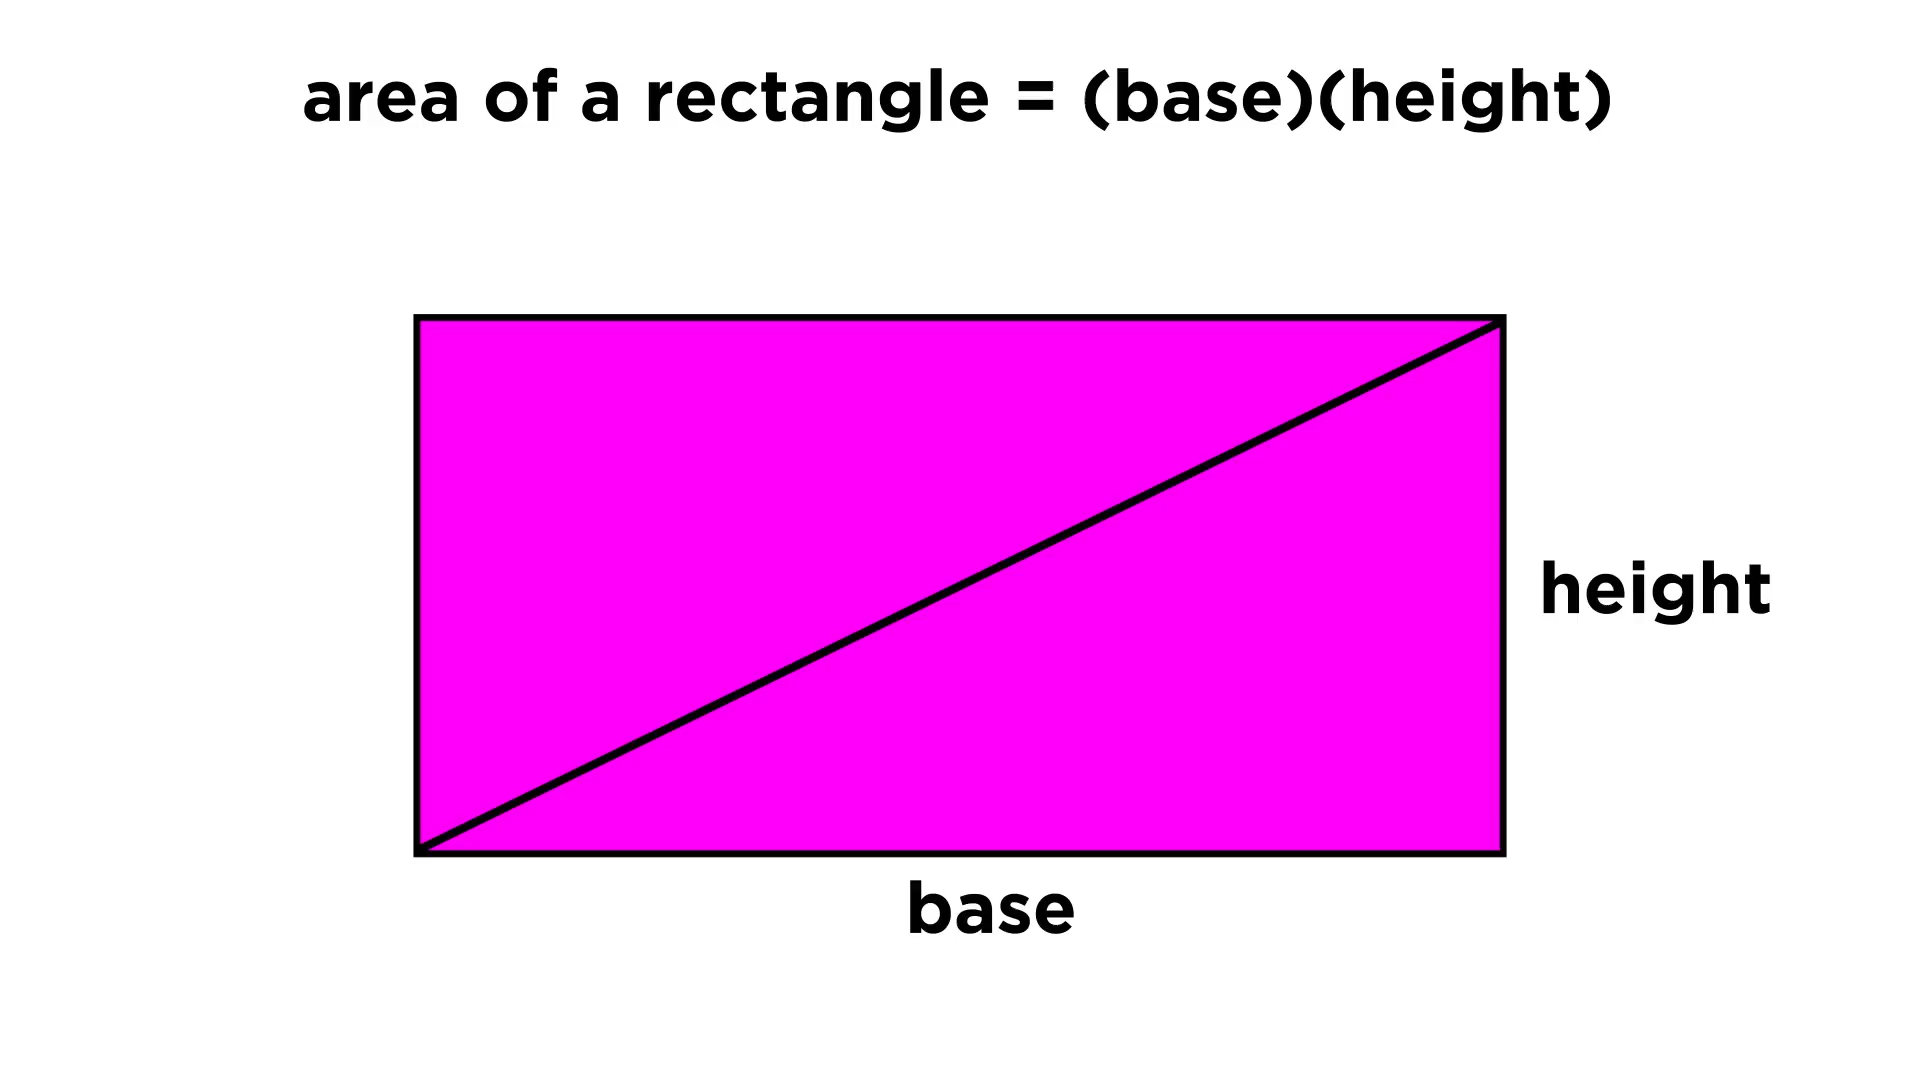 area of a rectangle = (base)(height)
height
base